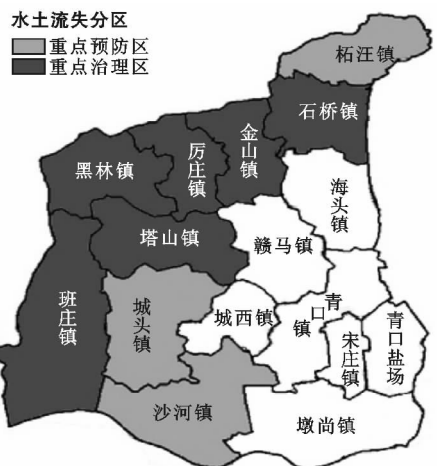 水土流失分区
重点预防区
重点治理区
柘汪镇
石桥镇
金山镇
厉庄镇
黑林镇
海头镇
塔山镇
赣马镇
班庄镇
城头镇
城西镇
青口镇
宋庄镇
青口盐场
沙河镇
墩尚镇